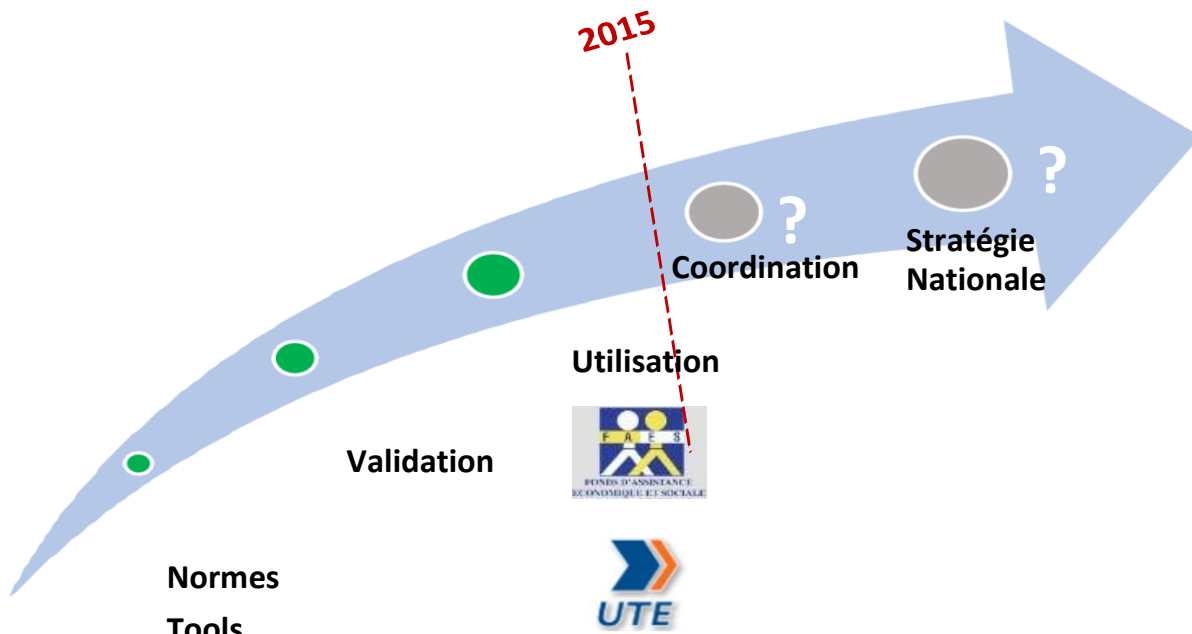 2015
?
?
Stratégie
Nationale
Coordination
Utilisation
F A E S
FONDS D'ASSISTANCE
ECONOMIQUE ET SOCIALE
Validation
UTE
Normes
Tools